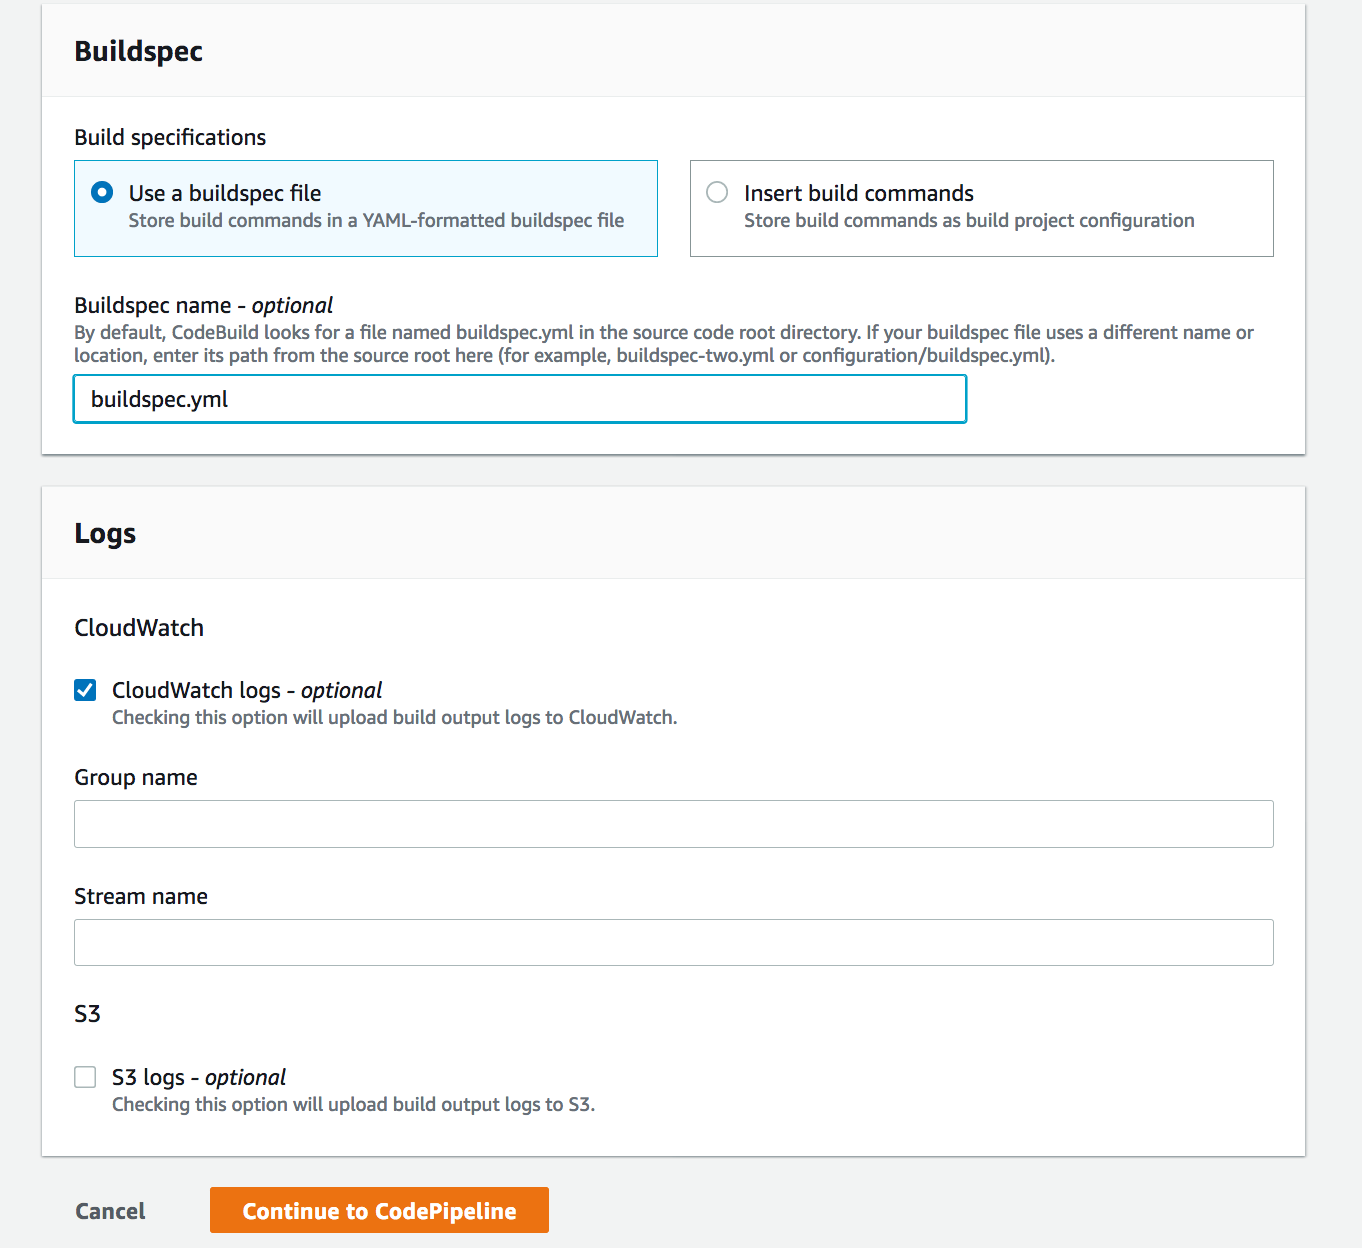 Buildspec
Build specifications
Use a buildspec file
Store build commands in a YAML-formatted buildspec file
Insert build commands
Store build commands as build project configuration
Buildspec name - optional
By default, CodeBuild looks for a file named buildspec.yml in the source code root directory. If your buildspec file uses a different name or
location, enter its path from the source root here (for example, buildspec-two.yml or configuration/buildspec.yml).
buildspec.yml
Logs
CloudWatch
CloudWatch logs - optional
Checking this option will upload build output logs to CloudWatch.
Group name
Stream name
S3
S3 logs - optional
Checking this option will upload build output logs to S3.
Cancel
Continue to CodePipeline